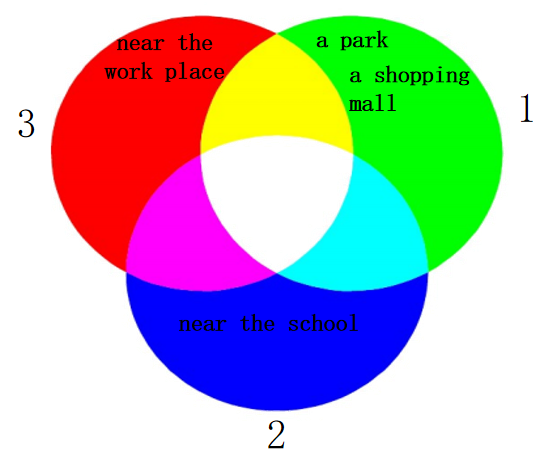 near the
work place
a park
a shopping
mall
3
1
near the school
2